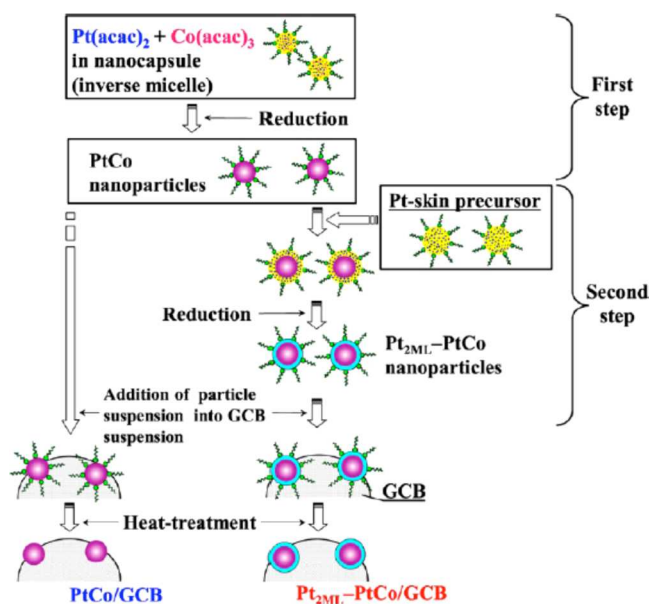 Pt(acac)₂ + Co(acac)₃
in nanocapsule
(inverse micelle)
First
step
Reduction
PtCo
nanoparticles
Pt-skin precursor
Second
step
Reduction
Pt₂ML–PtCo
nanoparticles
Addition of particle
suspension into GCB
suspension
GCB
Heat-treatment
PtCo/GCB
Pt₂ML–PtCo/GCB